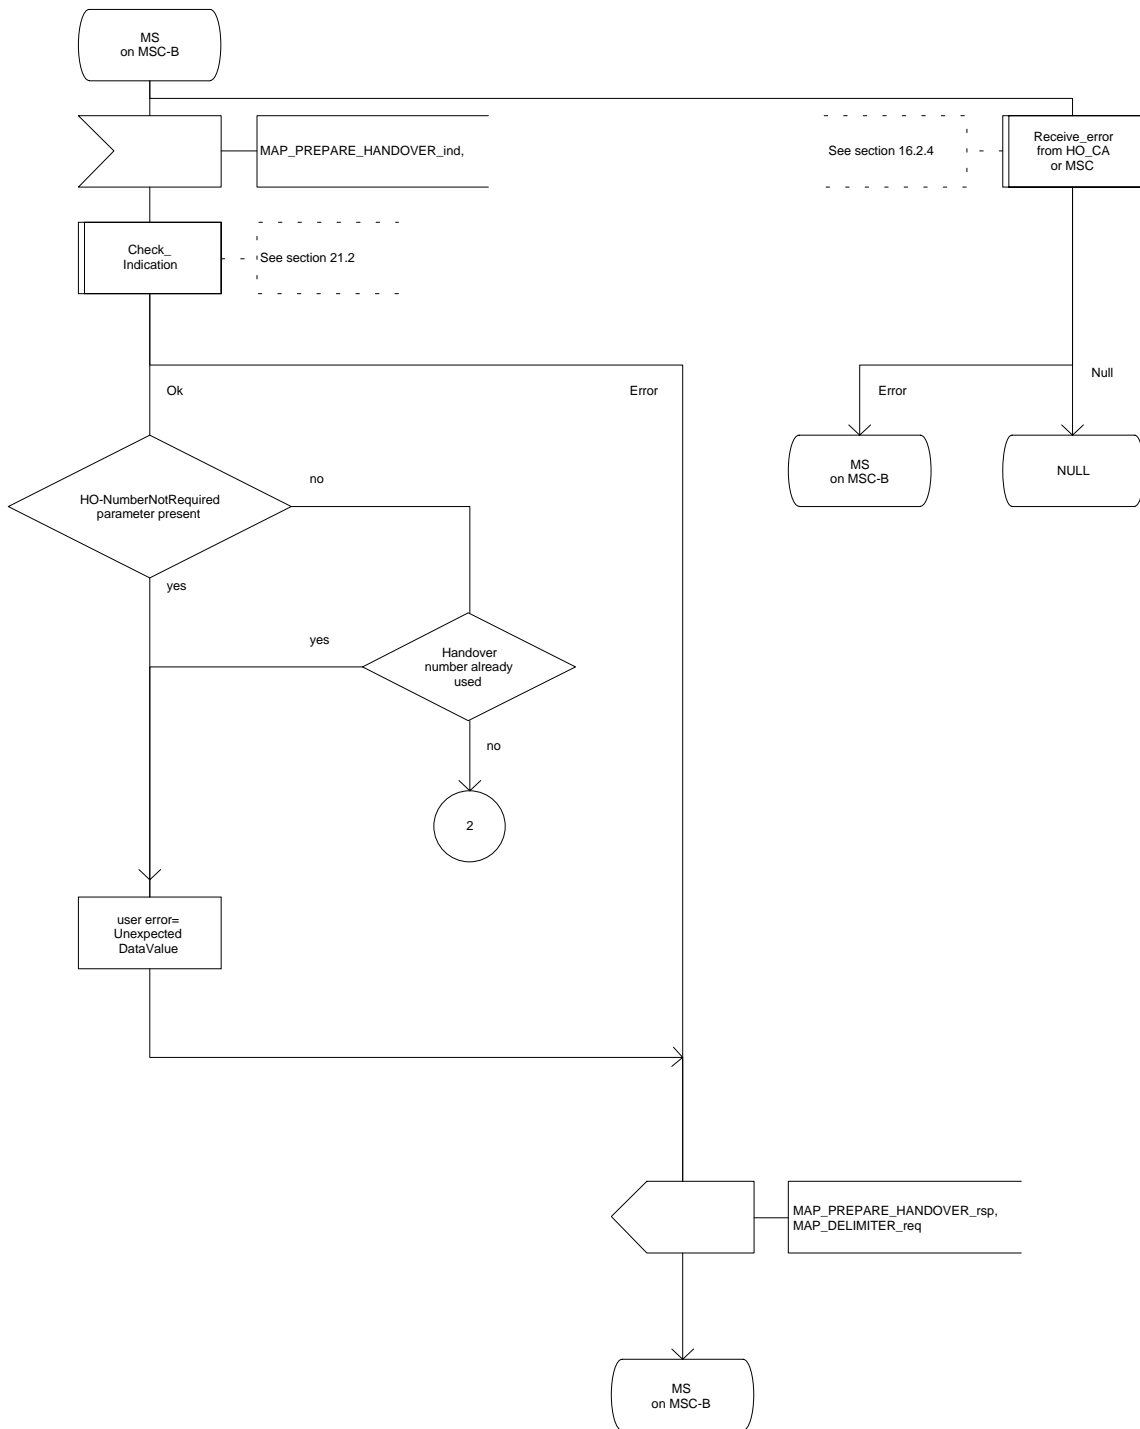 MS
on MSC-B
MAP_PREPARE_HANDOVER_ind,
See section 16.2.4
Receive_error
from HO_CA
or MSC
Check_
Indication
See section 21.2
Ok
Error
Error
Null
MS
on MSC-B
NULL
HO-NumberNotRequired
parameter present
no
yes
yes
Handover
number already
used
no
2
user error=
Unexpected
DataValue
MAP_PREPARE_HANDOVER_rsp,
MAP_DELIMITER_req
MS
on MSC-B